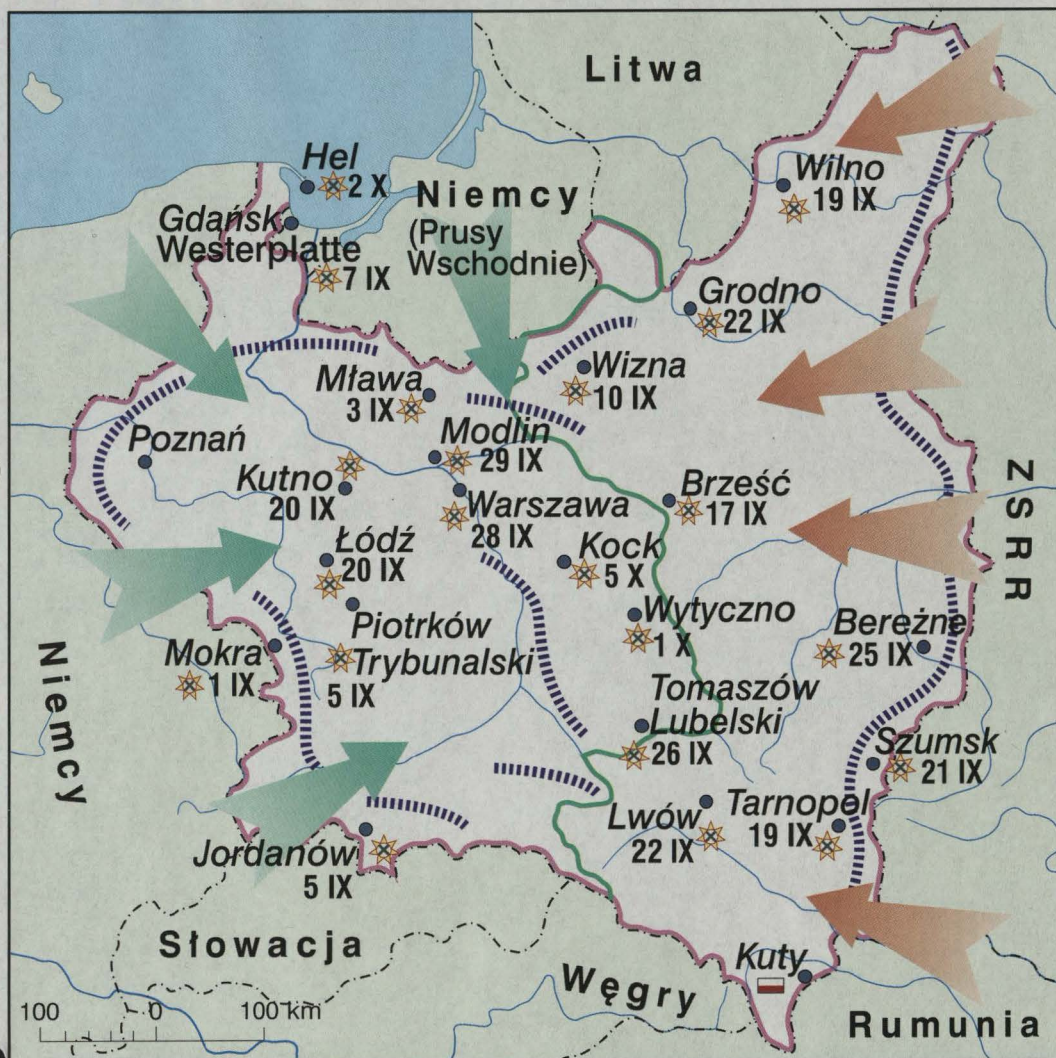 Litwa
Hel
2 X
Niemcy
(Prusy
Wschodnie)
Wilno
19 IX
Gdańsk
Westerplatte
7 IX
Grodno
22 IX
Mława
3 IX
Wizna
10 IX
Poznań
Modlin
29 IX
Kutno
20 IX
Warszawa
28 IX
Brześć
17 IX
ZSRR
Łódź
20 IX
Kock
5 X
Piotrków
Trybunalski
5 IX
Wytyczno
1 X
Bereżne
25 IX
Niemcy
Mokra
1 IX
Tomaszów
Lubelski
26 IX
Szumsk
21 IX
Lwów
22 IX
Tarnopol
19 IX
Jordanów
5 IX
Słowacja
Węgry
Kuty
Rumunia
100 0 100 km